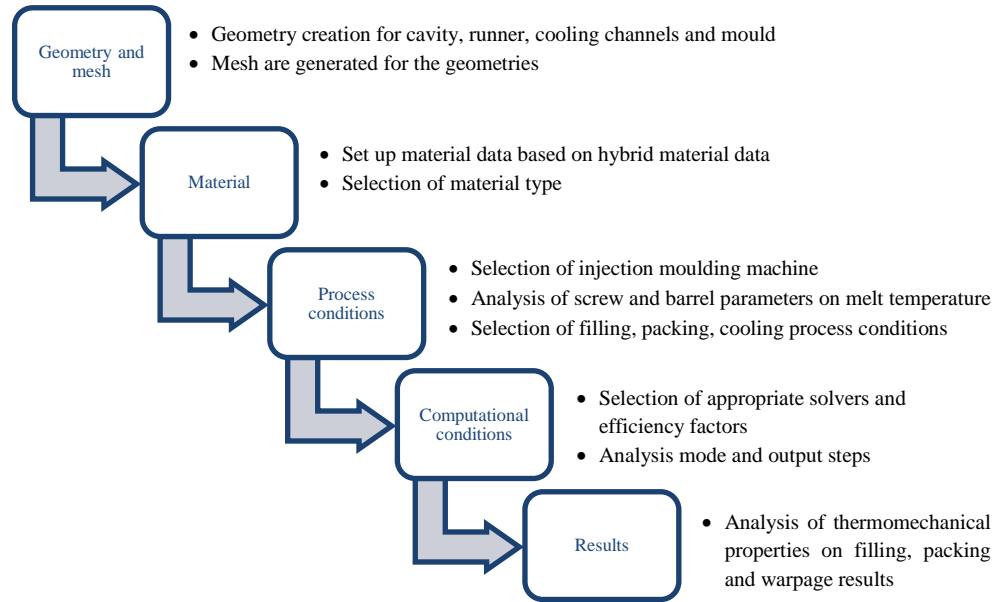 Geometry and
mesh
• Geometry creation for cavity, runner, cooling channels and mould
• Mesh are generated for the geometries
Material
• Set up material data based on hybrid material data
• Selection of material type
Process
conditions
• Selection of injection moulding machine
• Analysis of screw and barrel parameters on melt temperature
• Selection of filling, packing, cooling process conditions
Computational
conditions
• Selection of appropriate solvers and
efficiency factors
• Analysis mode and output steps
Results
• Analysis of thermomechanical
properties on filling, packing
and warpage results